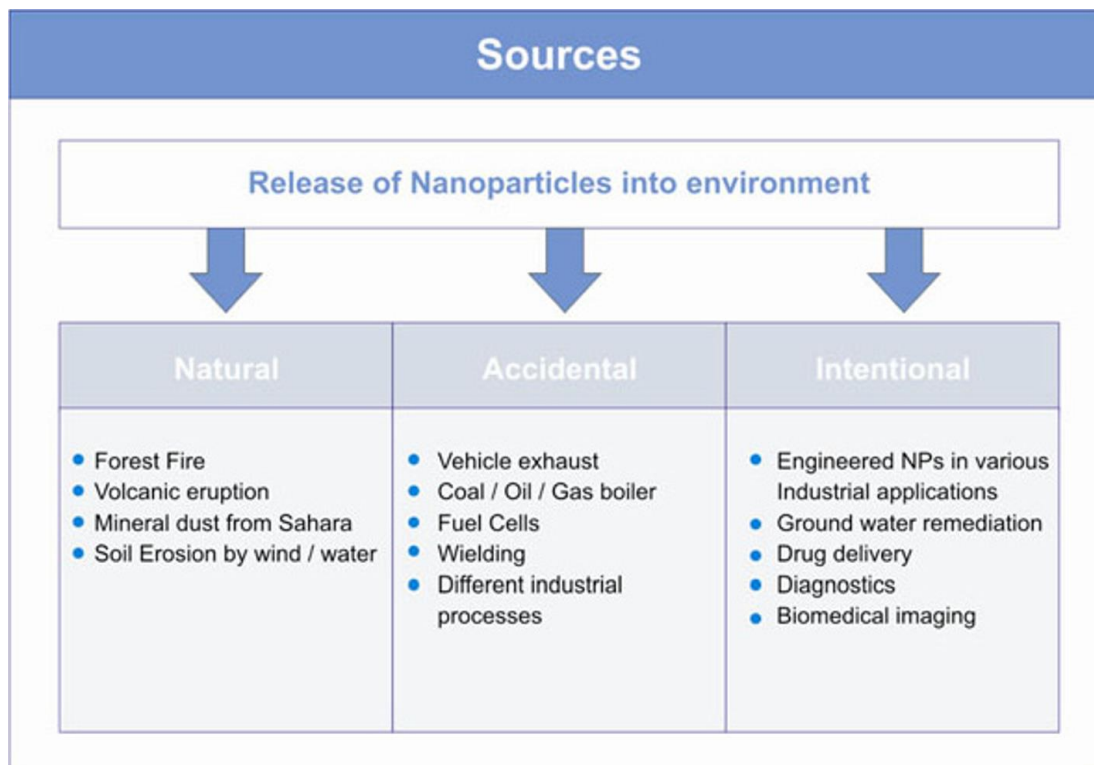 Sources
Release of Nanoparticles into environment
Natural
Accidental
Intentional
Forest Fire
Volcanic eruption
Mineral dust from Sahara
Soil Erosion by wind / water
Vehicle exhaust
Coal / Oil / Gas boiler
Fuel Cells
Wielding
Different industrial
processes
Engineered NPs in various
Industrial applications
Ground water remediation
Drug delivery
Diagnostics
Biomedical imaging